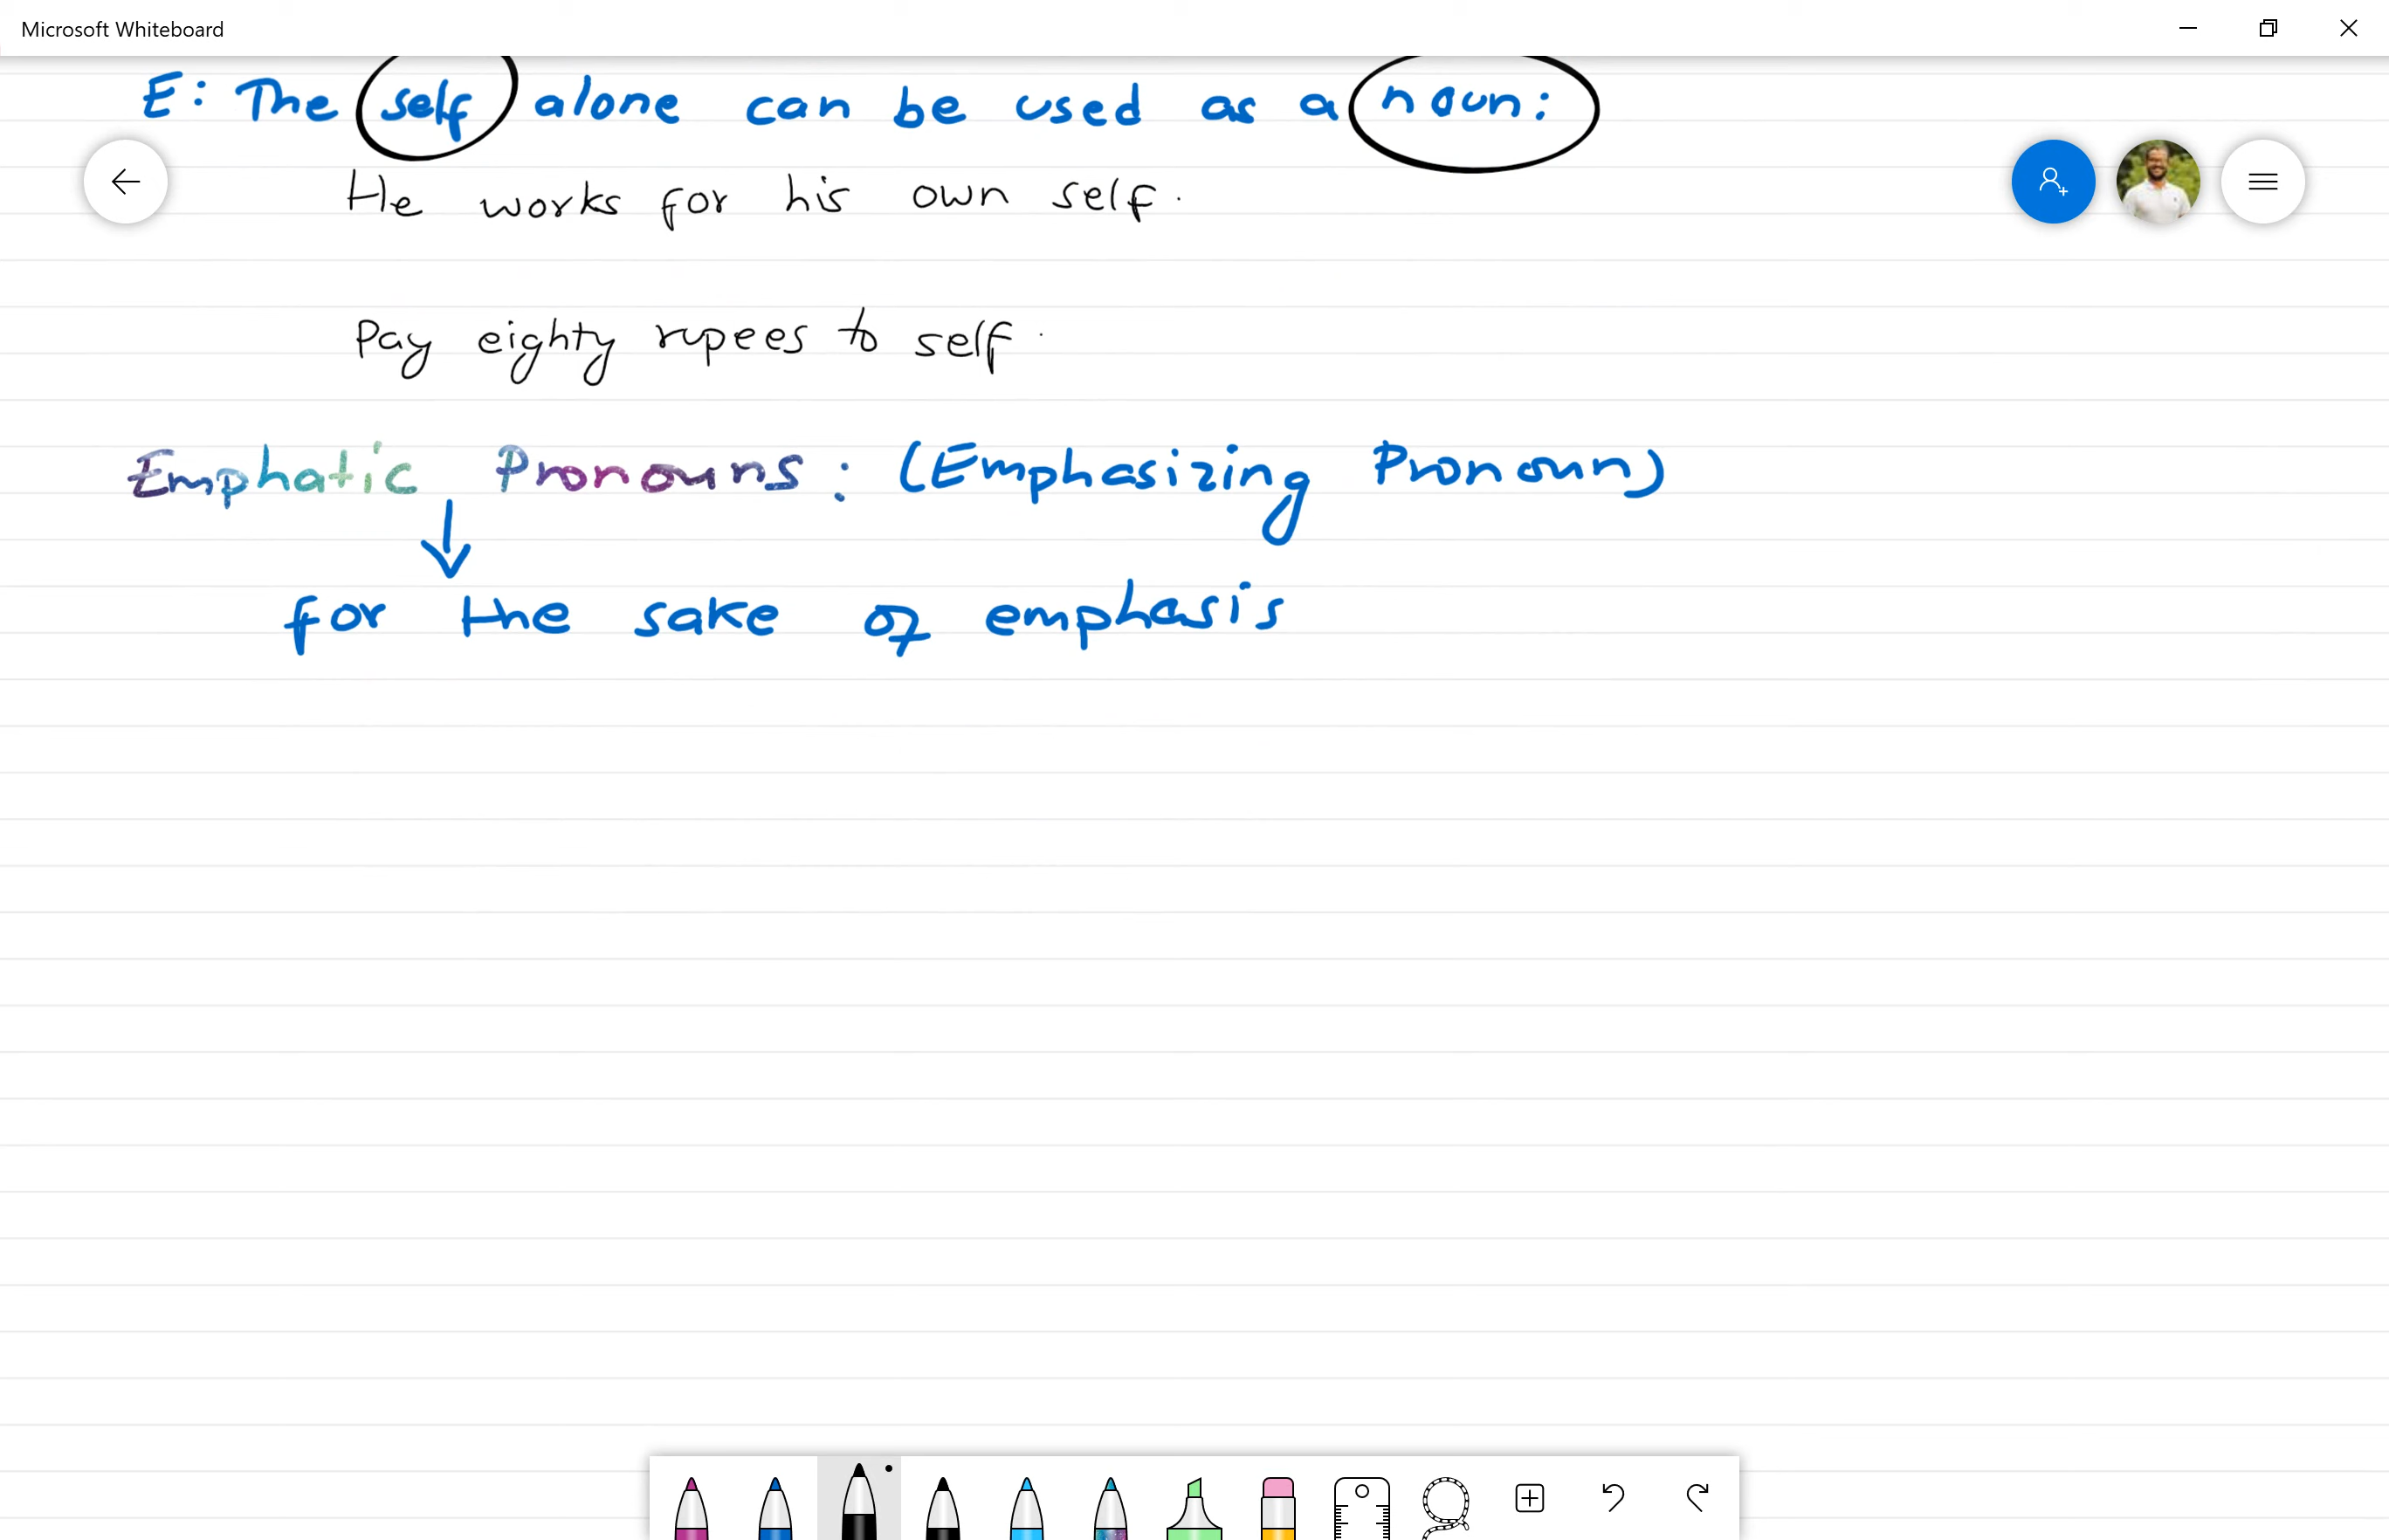 Microsoft Whiteboard
E: The self alone can be used as a noun:
He works for his own self.
Pay eighty rupees to self.
Emphatic Pronouns: (Emphasizing Pronoun)
for the sake of emphasis